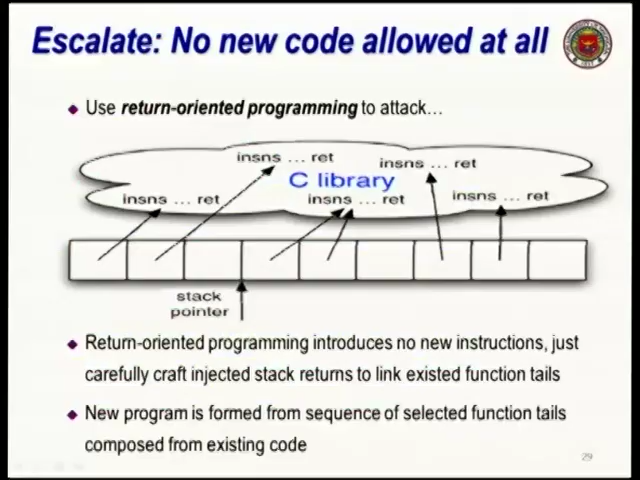 Escalate: No new code allowed at all
Use return-oriented programming to attack…
insns … ret
insns … ret
C library
insns … ret
insns … ret
insns … ret
stack
pointer
Return-oriented programming introduces no new instructions, just
carefully craft injected stack returns to link existed function tails
New program is formed from sequence of selected function tails
composed from existing code
29